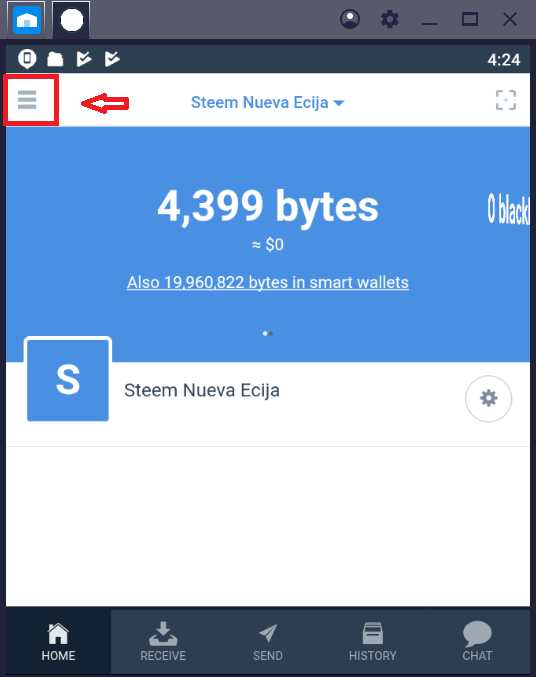 4:24
Steem Nueva Ecija
4,399 bytes
0 blackb
≈ $0
Also 19,960,822 bytes in smart wallets
S
Steem Nueva Ecija
HOME RECEIVE SEND HISTORY CHAT